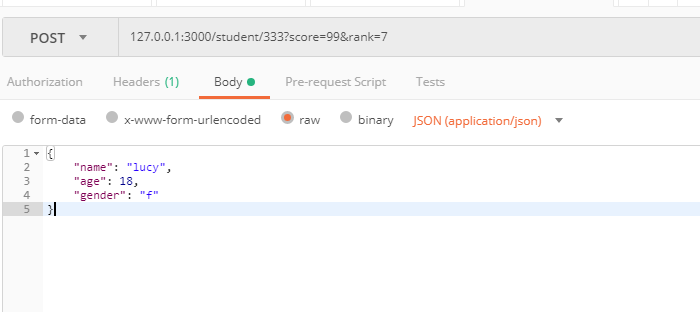 POST 127.0.0.1:3000/student/333?score=99&rank=7
Authorization Headers (1) Body Pre-request Script Tests
form-data x-www-form-urlencoded raw binary JSON (application/json)
1 {
2 "name": "lucy",
3 "age": 18,
4 "gender": "f"
5 }